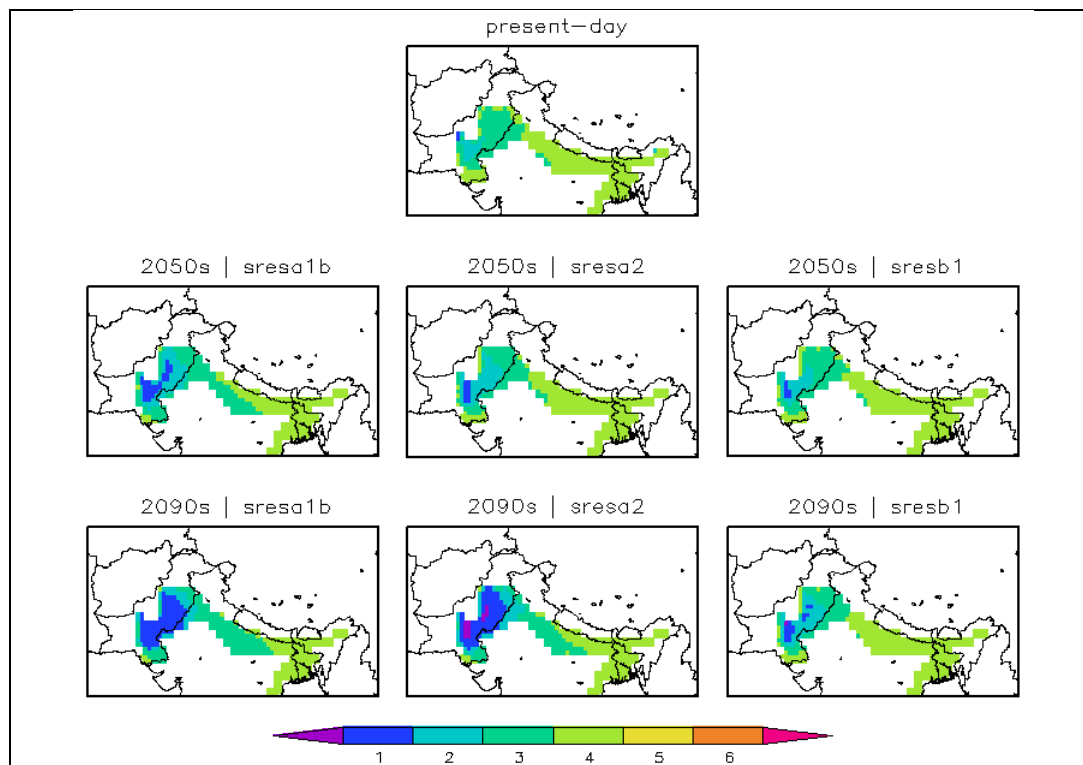 present-day
2050s | sresa1b
2050s | sresa2
2050s | sresb1
2090s | sresa1b
2090s | sresa2
2090s | sresb1
1 2 3 4 5 6